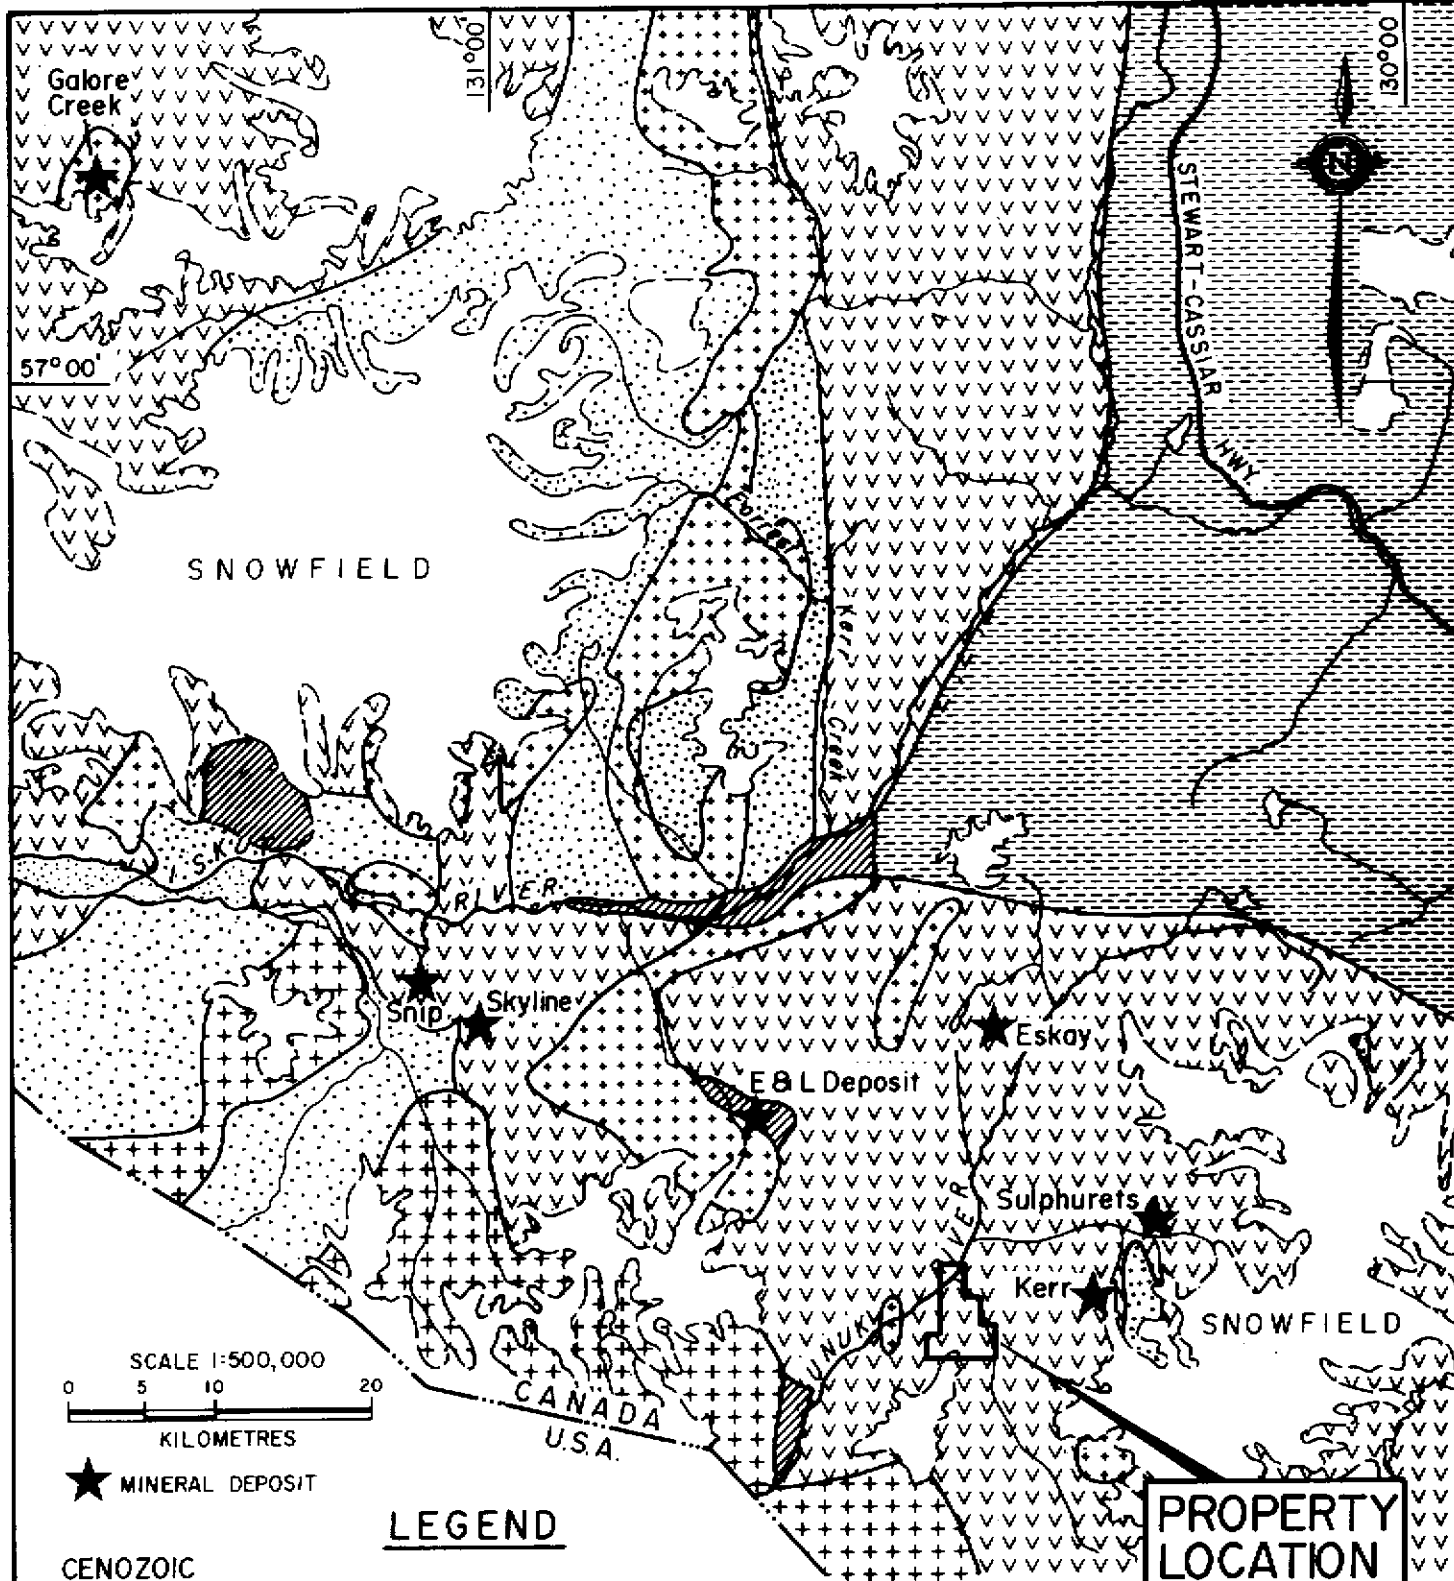 131°00
130°00
Galore
Creek
N
STEWART-CASSIAR
HWY.
57°00'
Forrest
SNOWFIELD
Kerr
Creek
ISK
RIVER
Snip
Skyline
Eskay
E & L Deposit
Sulphurets
RIVER
Kerr
SNOWFIELD
UNUK
SCALE 1:500,000
0 5 10 20
KILOMETRES
CANADA
U.S.A.
MINERAL DEPOSIT
LEGEND
PROPERTY
LOCATION
CENOZOIC